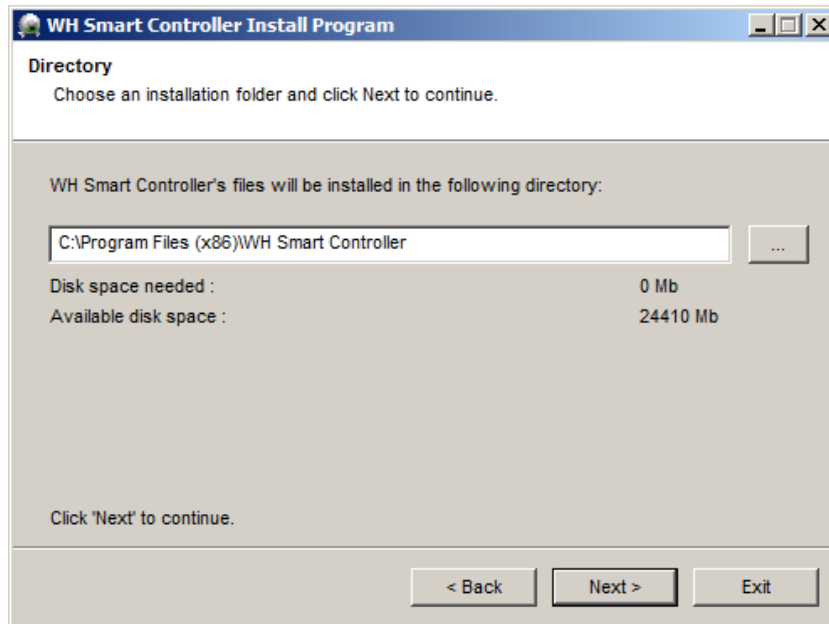 WH Smart Controller Install Program
Directory
Choose an installation folder and click Next to continue.
WH Smart Controller's files will be installed in the following directory:
C:\Program Files (x86)\WH Smart Controller
...
Disk space needed : 0 Mb
Available disk space : 24410 Mb
Click 'Next' to continue.
< Back Next > Exit